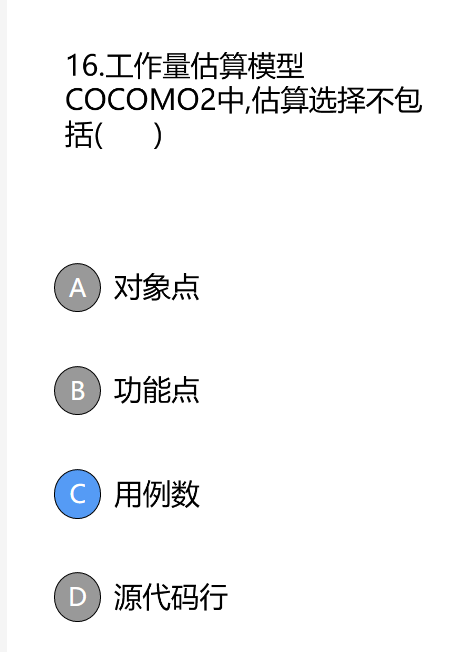 16.工作量估算模型
COCOMO2中,估算选择不包
括(      )
A 对象点
B 功能点
C 用例数
D 源代码行